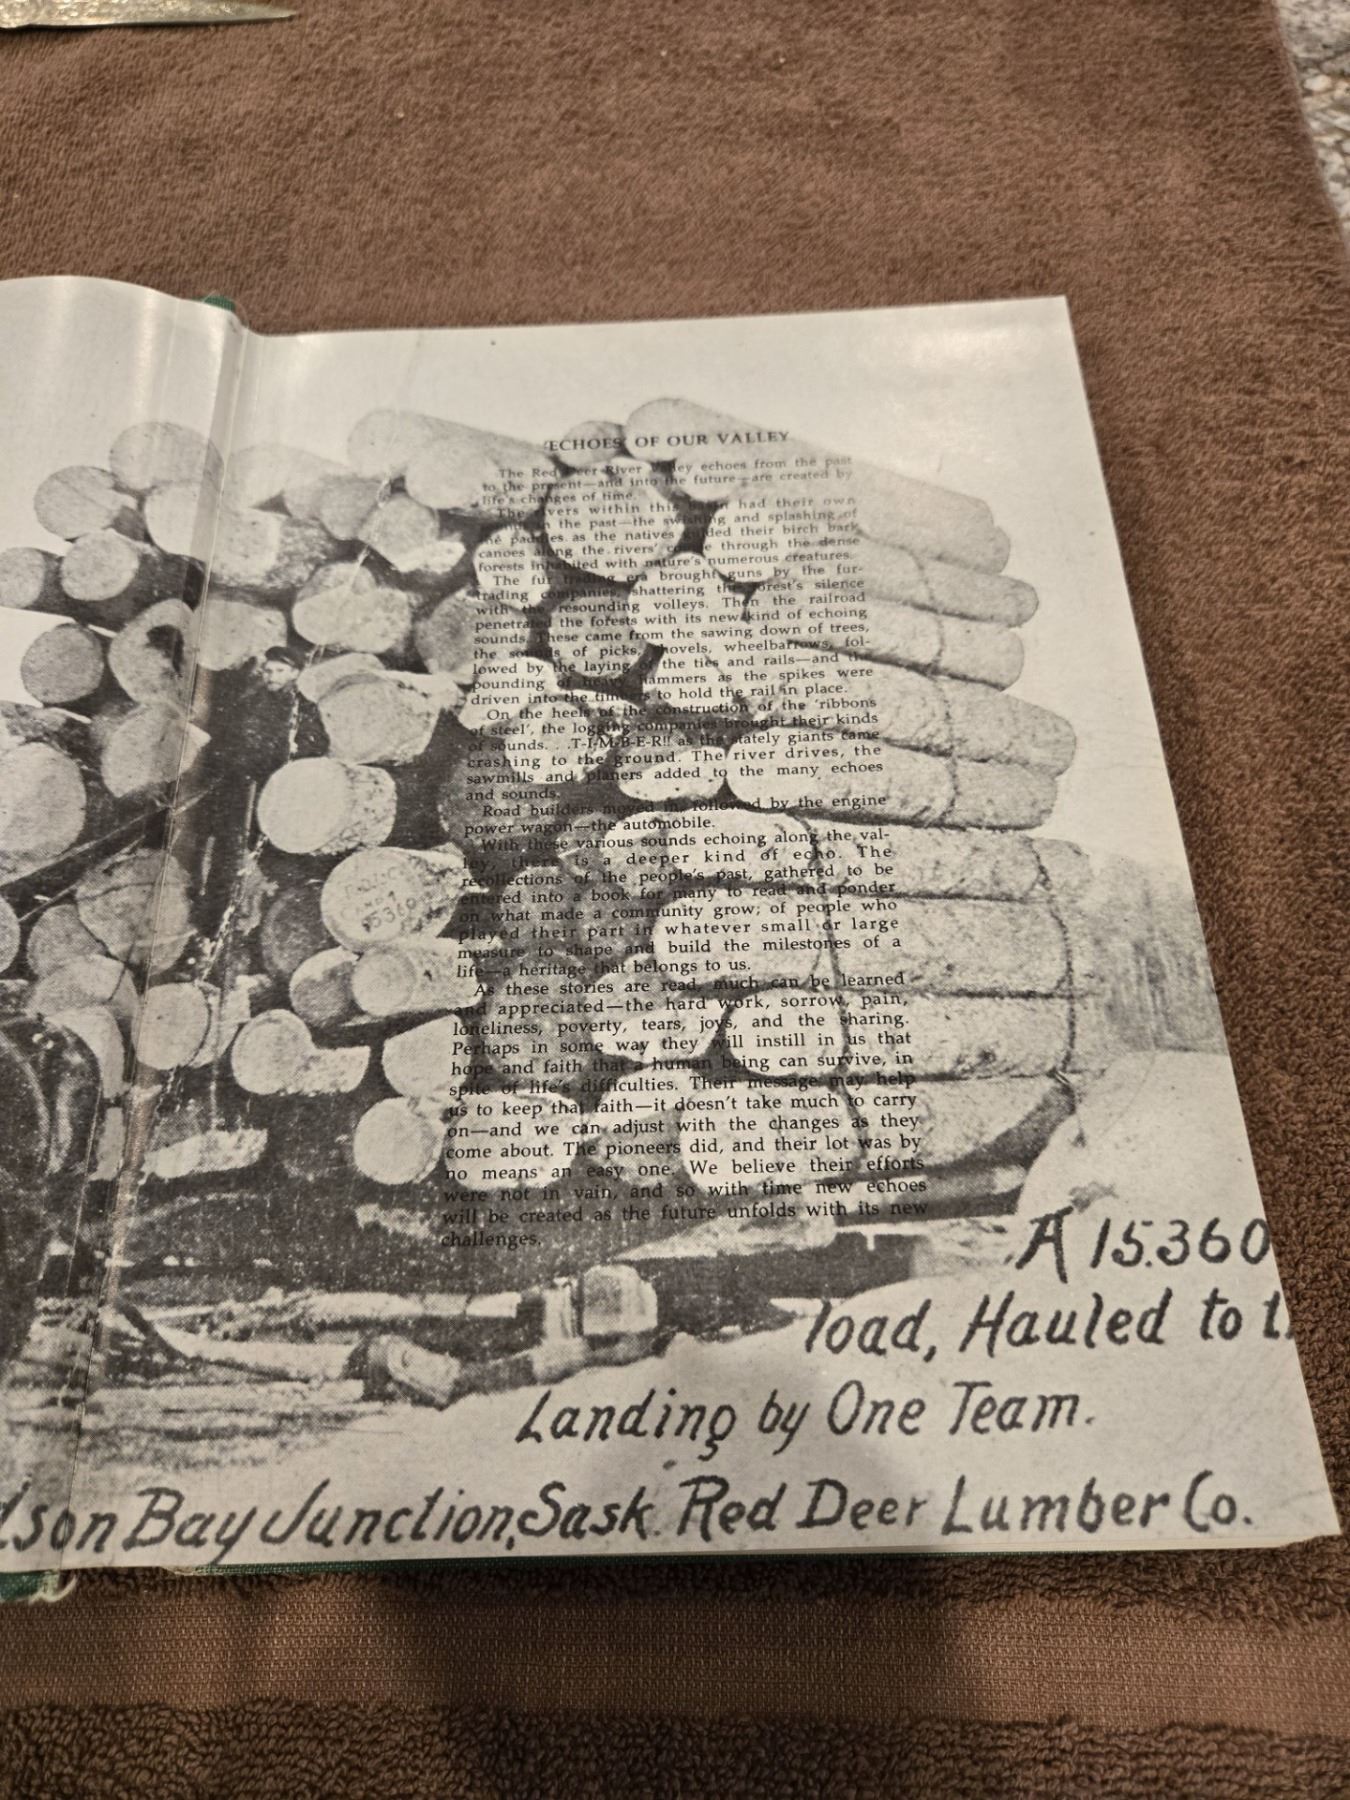 ECHOES OF OUR VALLEY
The Red Deer River Valley echoes from the past
to the present—and into the future—are created by
life's changes of time.
The rivers within this had their own
in the past—the swishing and splashing of
the paddles as the natives guided their birch bark
canoes along the rivers' through the dense
forests inhabited with nature's numerous creatures.
The fur trading era brought guns by the fur-
trading companies, shattering the forest's silence
with the resounding volleys. Then the railroad
penetrated the forests with its new kind of echoing
sounds. These came from the sawing down of trees,
the sounds of picks, shovels, wheelbarrows, fol-
lowed by the laying of the ties and rails—and the
pounding of heavy hammers as the spikes were
driven into the timbers to hold the rail in place.
On the heels of the construction of the 'ribbons
of steel', the logging companies brought their kinds
of sounds. . .T-I-M-B-E-R!! as the stately giants came
crashing to the ground. The river drives, the
sawmills and planers added to the many echoes
and sounds.
Road builders moved in, followed by the engine
power wagon—the automobile.
With these various sounds echoing along the val-
ley, there is a deeper kind of echo. The
recollections of the people's past, gathered to be
entered into a book for many to read and ponder
on what made a community grow; of people who
played their part in whatever small or large
measure to shape and build the milestones of a
life—a heritage that belongs to us.
As these stories are read, much can be learned
and appreciated—the hard work, sorrow, pain,
loneliness, poverty, tears, joys, and the sharing.
Perhaps in some way they will instill in us that
hope and faith that a human being can survive, in
spite of life's difficulties. Their message may help
us to keep that faith—it doesn't take much to carry
on—and we can adjust with the changes as they
come about. The pioneers did, and their lot was by
no means an easy one. We believe their efforts
were not in vain, and so with time new echoes
will be created as the future unfolds with its new
challenges.
A 15.360
load, Hauled to t
Landing by One Team.
dson Bay Junction, Sask. Red Deer Lumber Co.